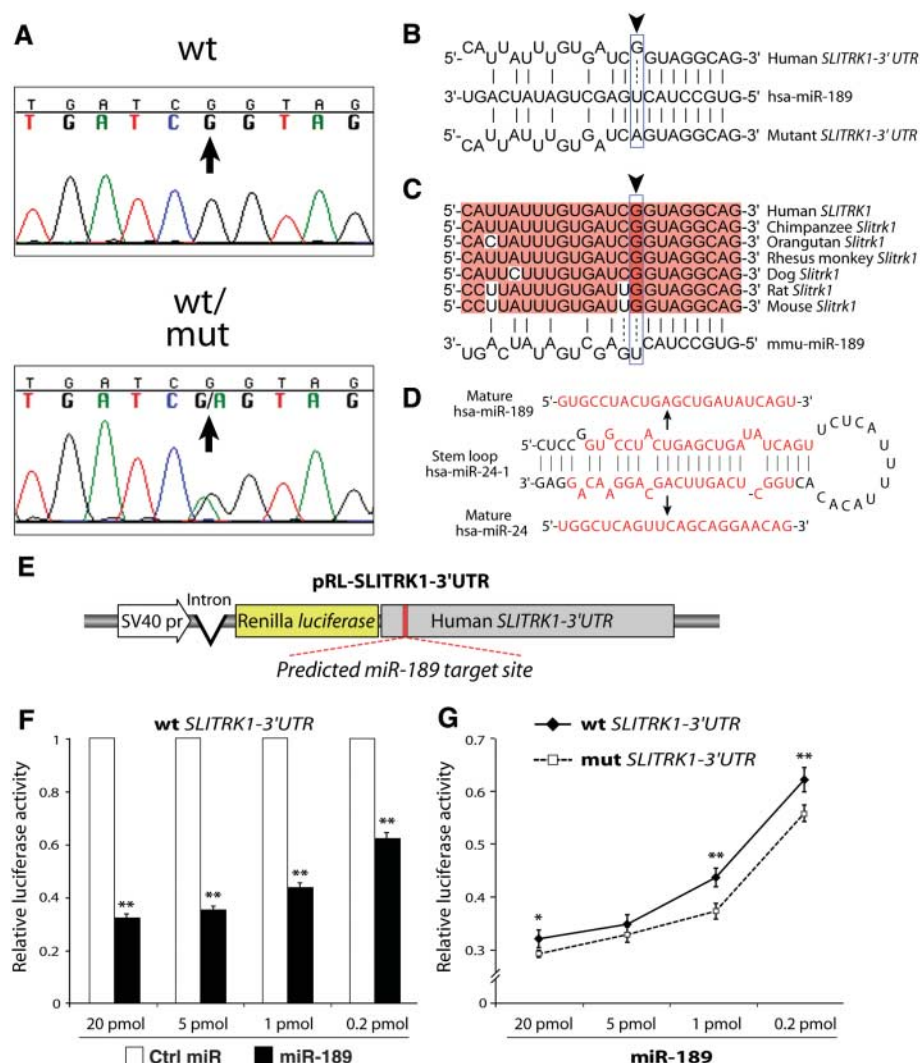 A
wt
T G A T C G G T A G
T G A T C G G T A G
wt/
mut
T G A T C G A G T A G
T G A T C G/A G T A G
B
5'-CAUUAUUUGUGAUCGGUAGGCAG-3' Human SLITRK1-3' UTR
3'-UGACUAUAGUCGAGUCAUCCGUG-5' hsa-miR-189
5'-CAUUAUUUGUGAUCAGUAGGCAG-3' Mutant SLITRK1-3' UTR
C
5'-CAUUAUUUGUGAUCGGUAGGCAG-3' Human SLITRK1
5'-CAUUAUUUGUGAUCGGUAGGCAG-3' Chimpanzee Slitrk1
5'-CACUAUUUGUGAUCGGUAGGCAG-3' Orangutan Slitrk1
5'-CAUUAUUUGUGAUCGGUAGGCAG-3' Rhesus monkey Slitrk1
5'-CAUUCUUUGUGAUCGGUAGGCAG-3' Dog Slitrk1
5'-CCUUAUUUGUGAUUGGUAGGCAG-3' Rat Slitrk1
5'-CCUUAUUUGUGAUUGGUAGGCAG-3' Mouse Slitrk1
3'-UGACUAUAGUCGAGUCAUCCGUG-5' mmu-miR-189
D
Mature
hsa-miR-189
5'-GUGCCUACUGAGCUGAUAUCAGU-3'
Stem loop
hsa-miR-24-1
5'-CUCCGGUGCCUACUGAGCUGAUAUCAGUUCUCAUUUUACACAC
3'-GAGGACAAGGACGACUUGACU-CGGUCA
Mature
hsa-miR-24
5'-UGGCUCAGUUCAGCAGGAACAG-3'
E
pRL-SLITRK1-3'UTR
SV40 pr
Intron
Renilla luciferase
Human SLITRK1-3'UTR
Predicted miR-189 target site
F
wt SLITRK1-3'UTR
Relative luciferase activity
1
0.8
0.6
0.4
0.2
0
**
**
**
**
20 pmol 5 pmol 1 pmol 0.2 pmol
Ctrl miR miR-189
G
wt SLITRK1-3'UTR
mut SLITRK1-3'UTR
Relative luciferase activity
0.7
0.6
0.5
0.4
0.3
0
*
**
**
20 pmol 5 pmol 1 pmol 0.2 pmol
miR-189